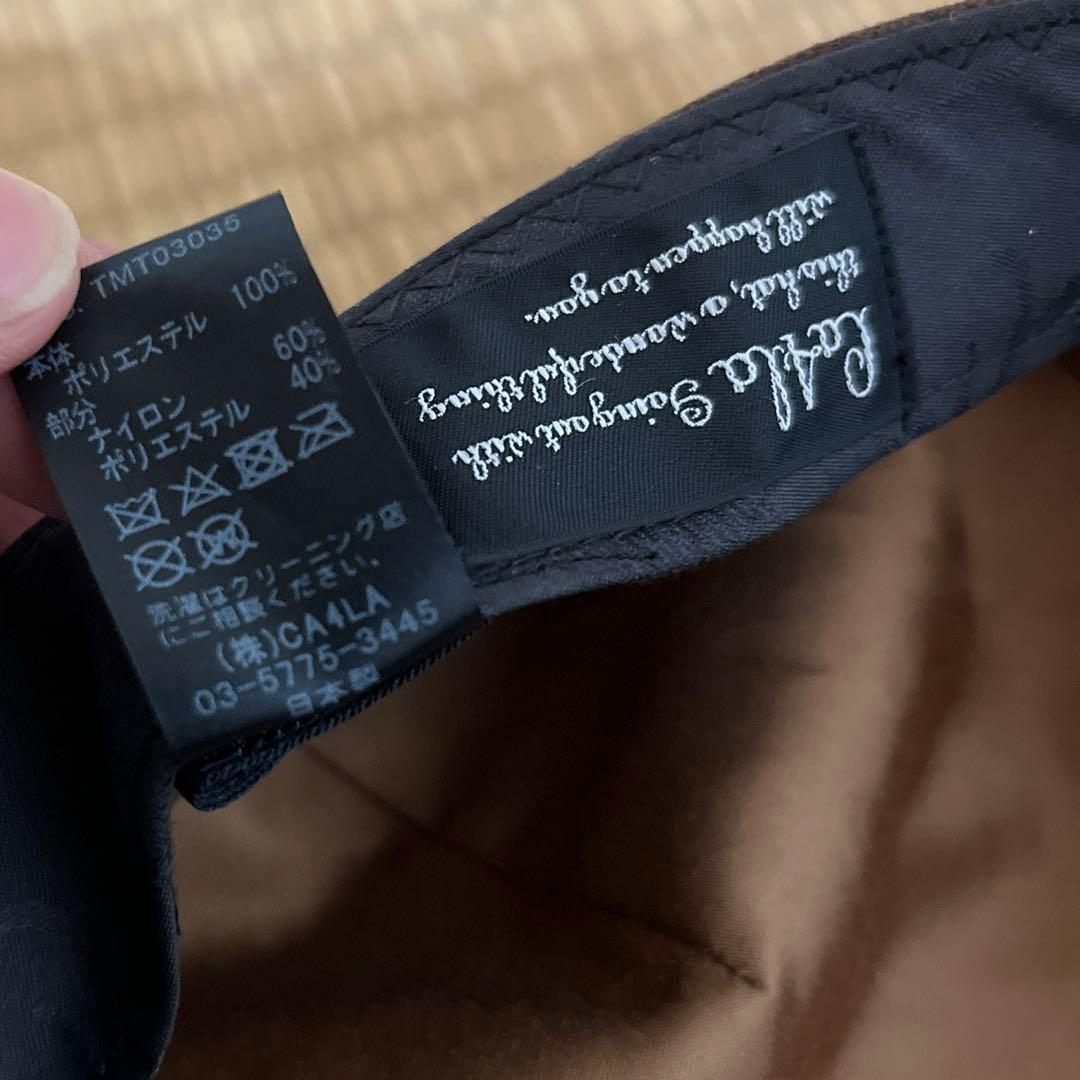 . TMT03035
本体
ポリエステル 100%
部分
ナイロン 60%
ポリエステル 40%
洗濯はクリーニング店
にご相談ください。
(株)CA4LA
03-5775-3445
日本製
CA4La Going out with
this hat, a wonderful thing
will happen to you.